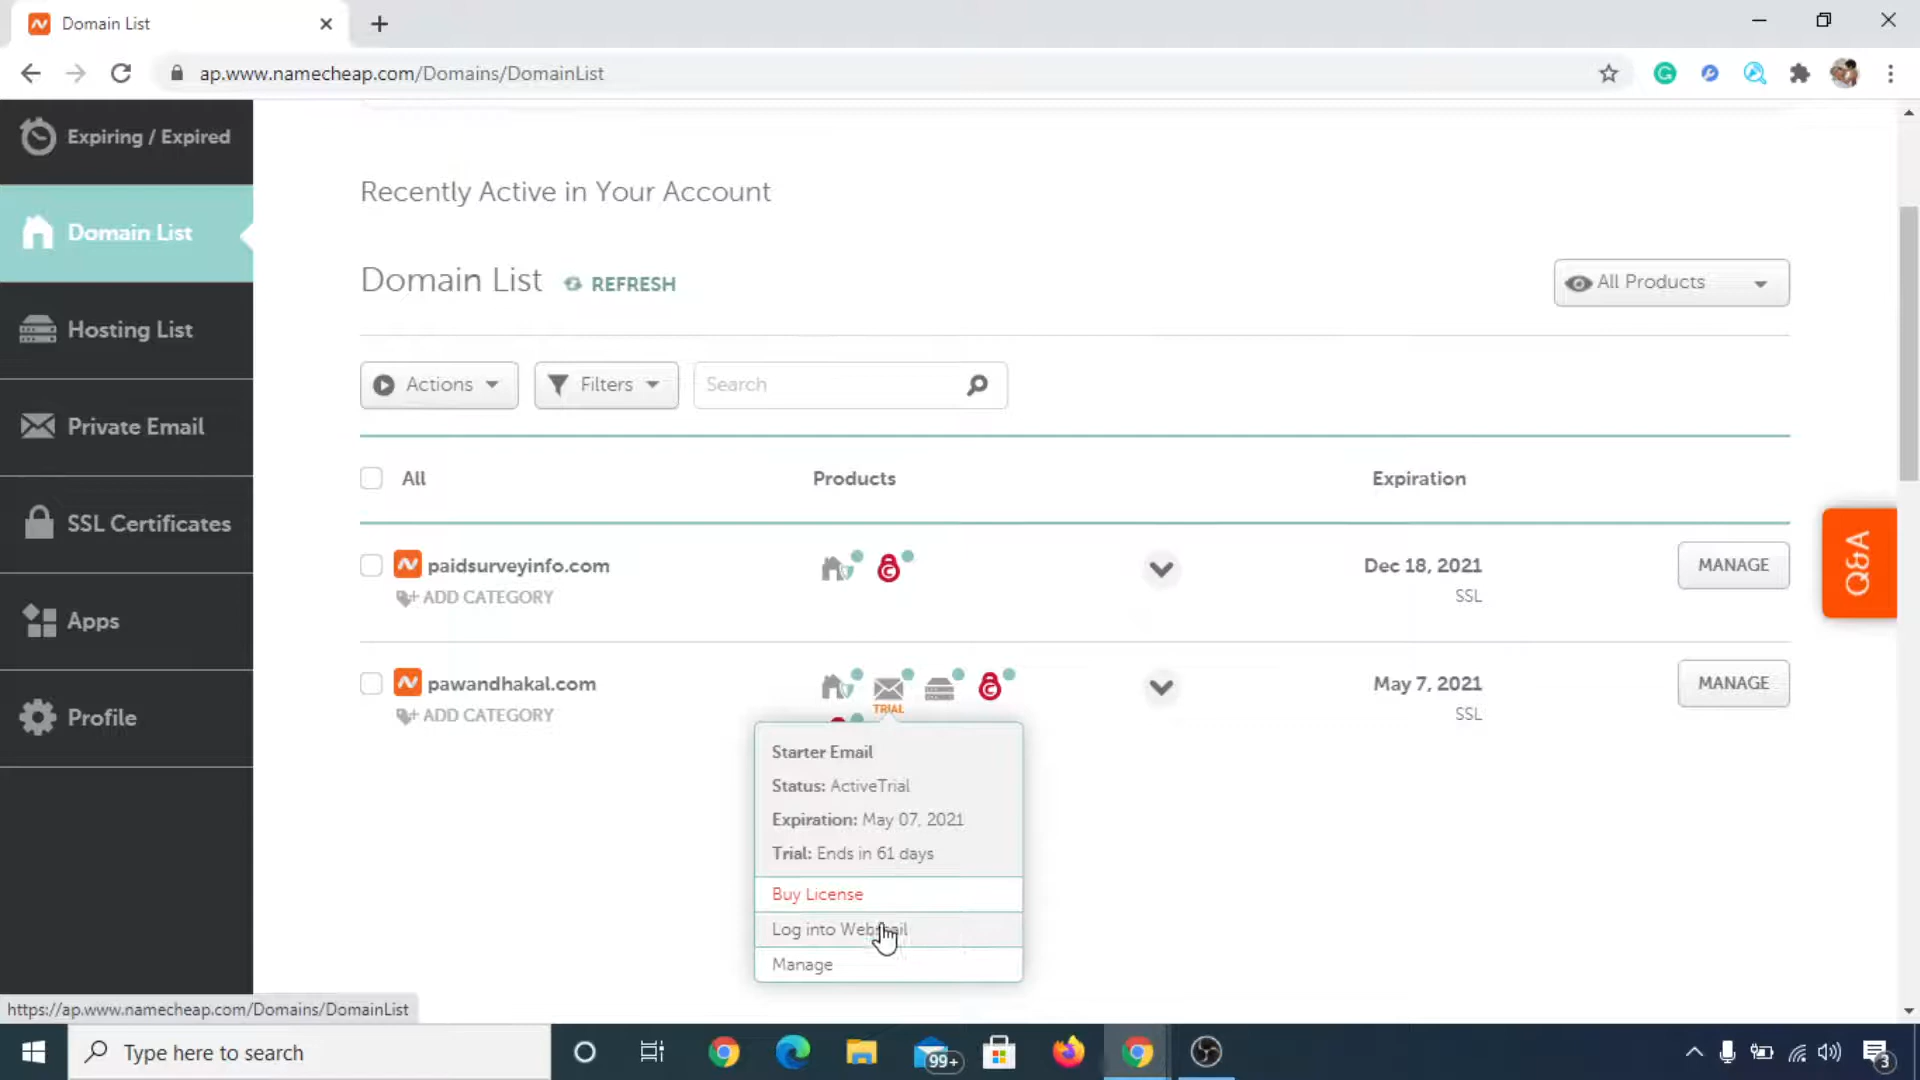 Domain List
ap.www.namecheap.com/Domains/DomainList
Expiring / Expired
Domain List
Hosting List
Private Email
SSL Certificates
Apps
Profile
Recently Active in Your Account
Domain List REFRESH
All Products
Actions Filters Search
All Products Expiration
paidsurveyinfo.com Dec 18, 2021 MANAGE
ADD CATEGORY SSL
pawandhakal.com May 7, 2021 MANAGE
TRIAL
ADD CATEGORY SSL
Starter Email
Status: ActiveTrial
Expiration: May 07, 2021
Trial: Ends in 61 days
Buy License
Log into Webmail
Manage
Q&A
https://ap.www.namecheap.com/Domains/DomainList
Type here to search
99+
3